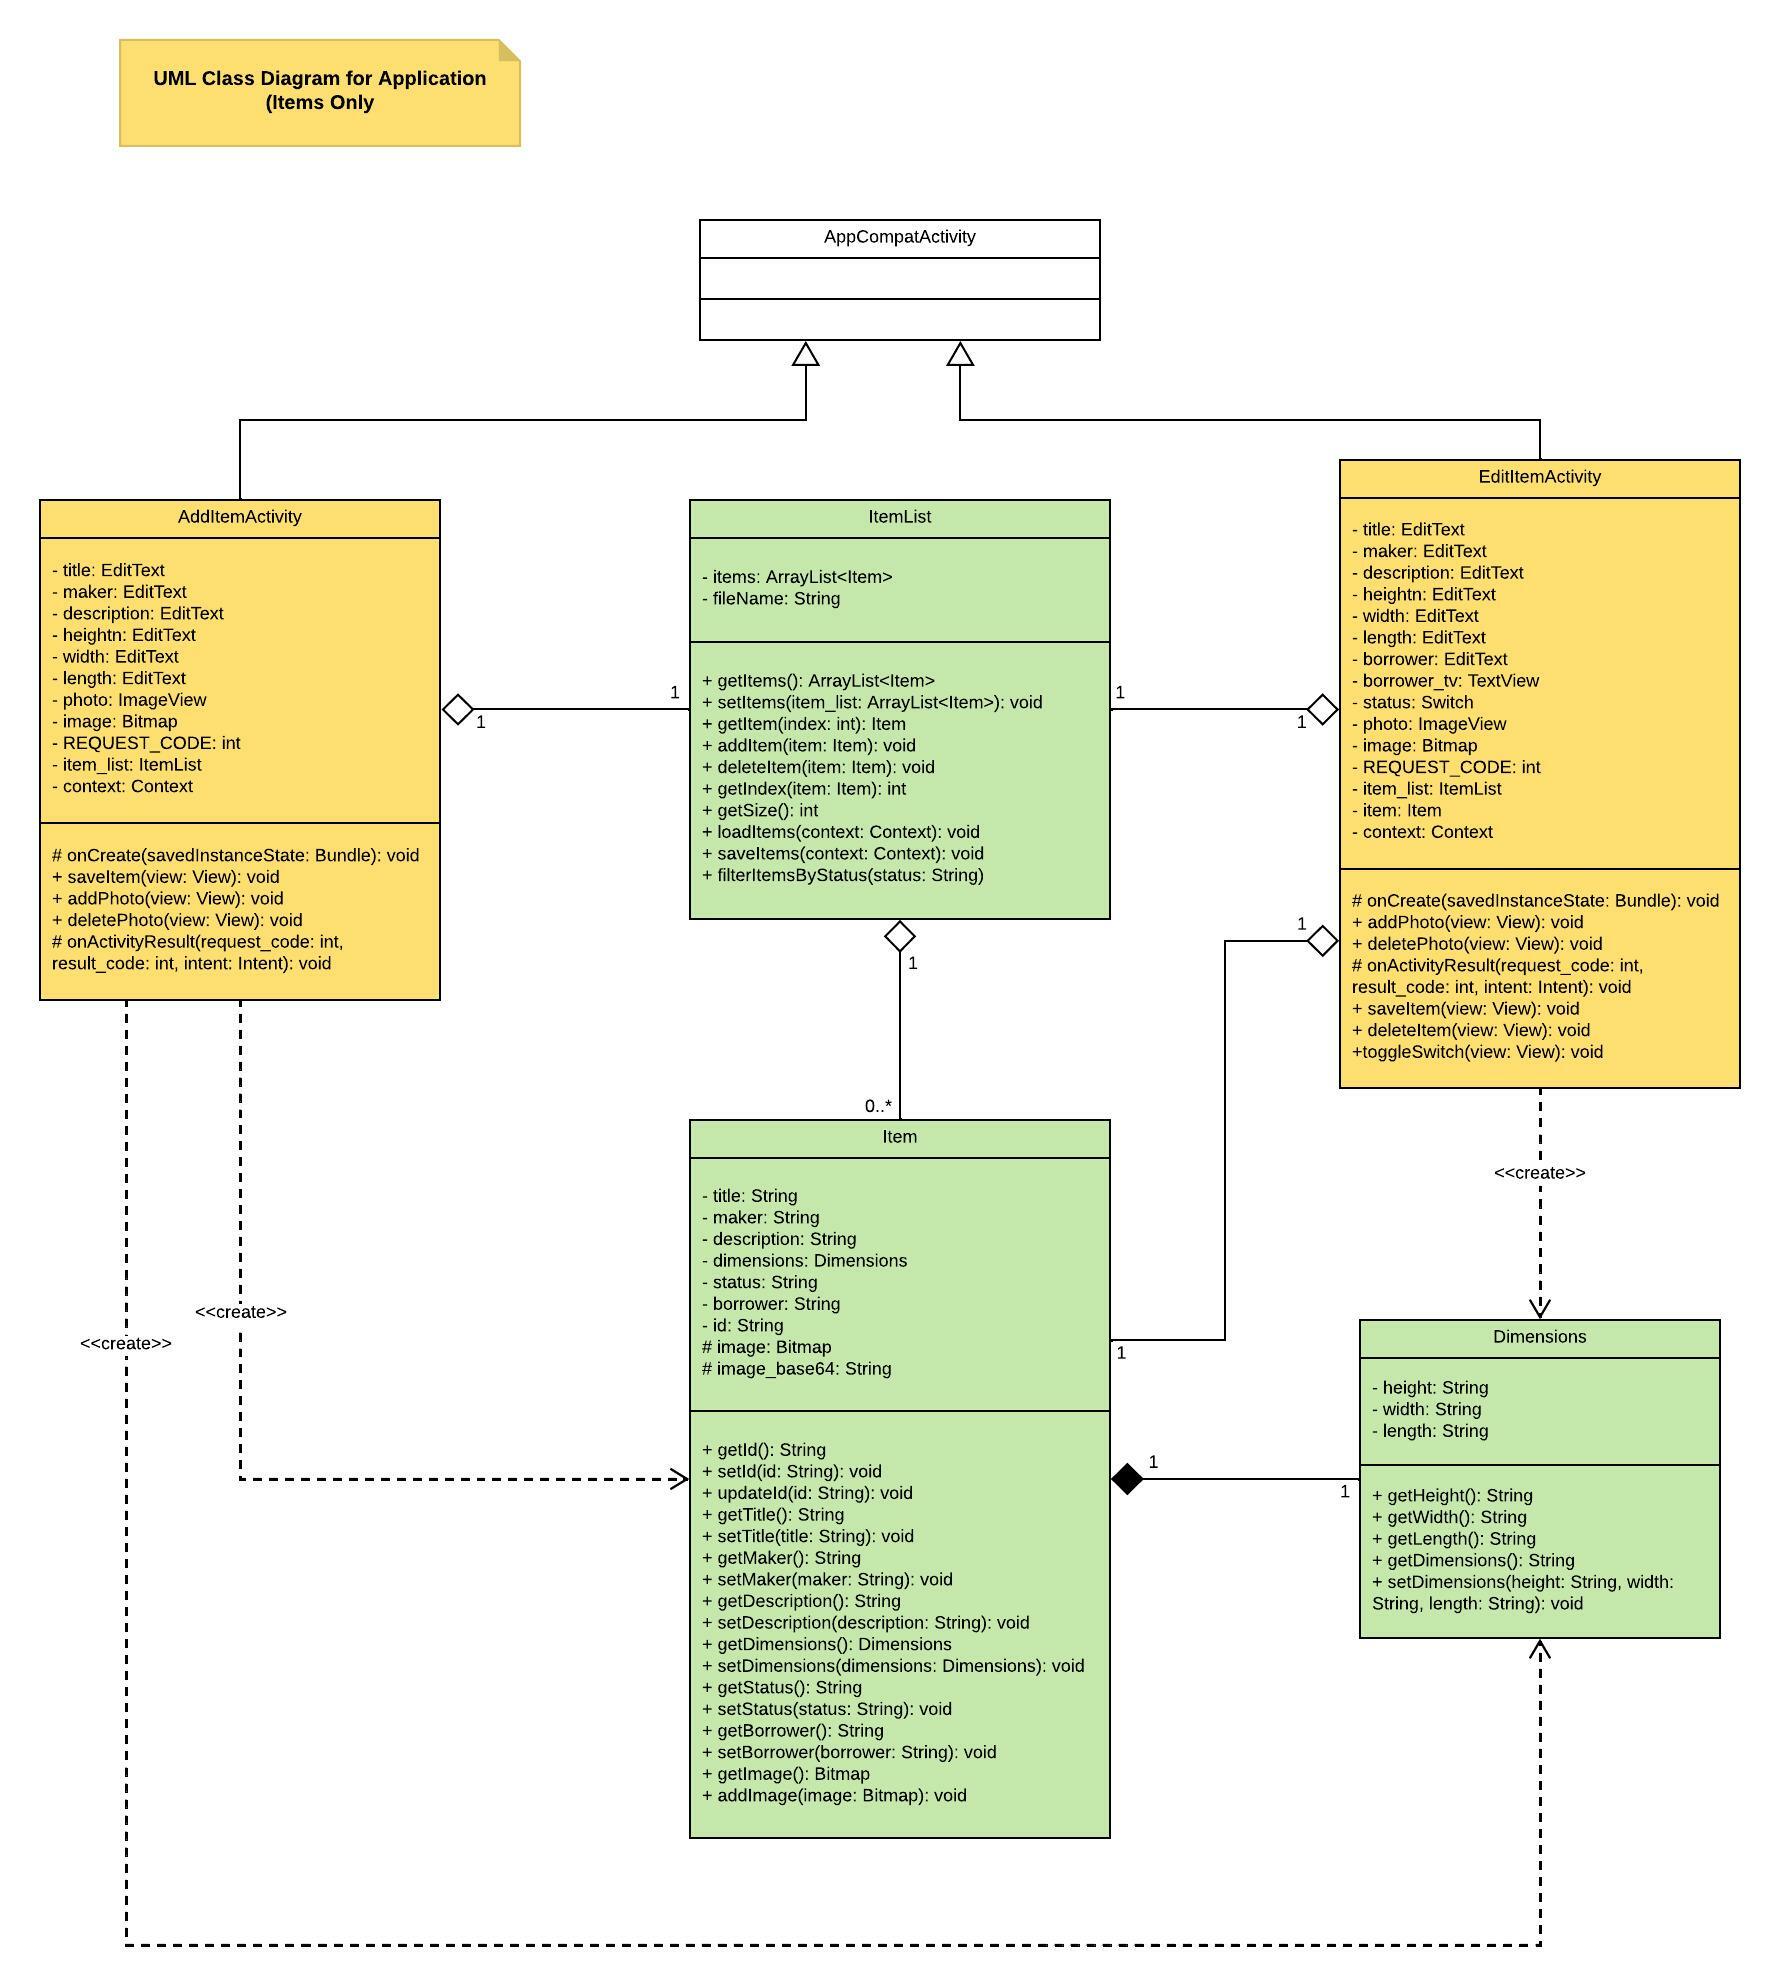 UML Class Diagram for Application
(Items Only
AppCompatActivity
AddItemActivity
- title: EditText
- maker: EditText
- description: EditText
- heightn: EditText
- width: EditText
- length: EditText
- photo: ImageView
- image: Bitmap
- REQUEST_CODE: int
- item_list: ItemList
- context: Context
# onCreate(savedInstanceState: Bundle): void
+ saveItem(view: View): void
+ addPhoto(view: View): void
+ deletePhoto(view: View): void
# onActivityResult(request_code: int,
result_code: int, intent: Intent): void
1
1
ItemList
- items: ArrayList<Item>
- fileName: String
+ getItems(): ArrayList<Item>
+ setItems(item_list: ArrayList<Item>): void
+ getItem(index: int): Item
+ addItem(item: Item): void
+ deleteItem(item: Item): void
+ getIndex(item: Item): int
+ getSize(): int
+ loadItems(context: Context): void
+ saveItems(context: Context): void
+ filterItemsByStatus(status: String)
1
1
EditItemActivity
- title: EditText
- maker: EditText
- description: EditText
- heightn: EditText
- width: EditText
- length: EditText
- borrower: EditText
- borrower_tv: TextView
- status: Switch
- photo: ImageView
- image: Bitmap
- REQUEST_CODE: int
- item_list: ItemList
- item: Item
- context: Context
# onCreate(savedInstanceState: Bundle): void
+ addPhoto(view: View): void
+ deletePhoto(view: View): void
# onActivityResult(request_code: int,
result_code: int, intent: Intent): void
+ saveItem(view: View): void
+ deleteItem(view: View): void
+toggleSwitch(view: View): void
1
1
0..*
<<create>>
<<create>>
<<create>>
Item
- title: String
- maker: String
- description: String
- dimensions: Dimensions
- status: String
- borrower: String
- id: String
# image: Bitmap
# image_base64: String
+ getId(): String
+ setId(id: String): void
+ updateId(id: String): void
+ getTitle(): String
+ setTitle(title: String): void
+ getMaker(): String
+ setMaker(maker: String): void
+ getDescription(): String
+ setDescription(description: String): void
+ getDimensions(): Dimensions
+ setDimensions(dimensions: Dimensions): void
+ getStatus(): String
+ setStatus(status: String): void
+ getBorrower(): String
+ setBorrower(borrower: String): void
+ getImage(): Bitmap
+ addImage(image: Bitmap): void
1
1
1
Dimensions
- height: String
- width: String
- length: String
+ getHeight(): String
+ getWidth(): String
+ getLength(): String
+ getDimensions(): String
+ setDimensions(height: String, width:
String, length: String): void